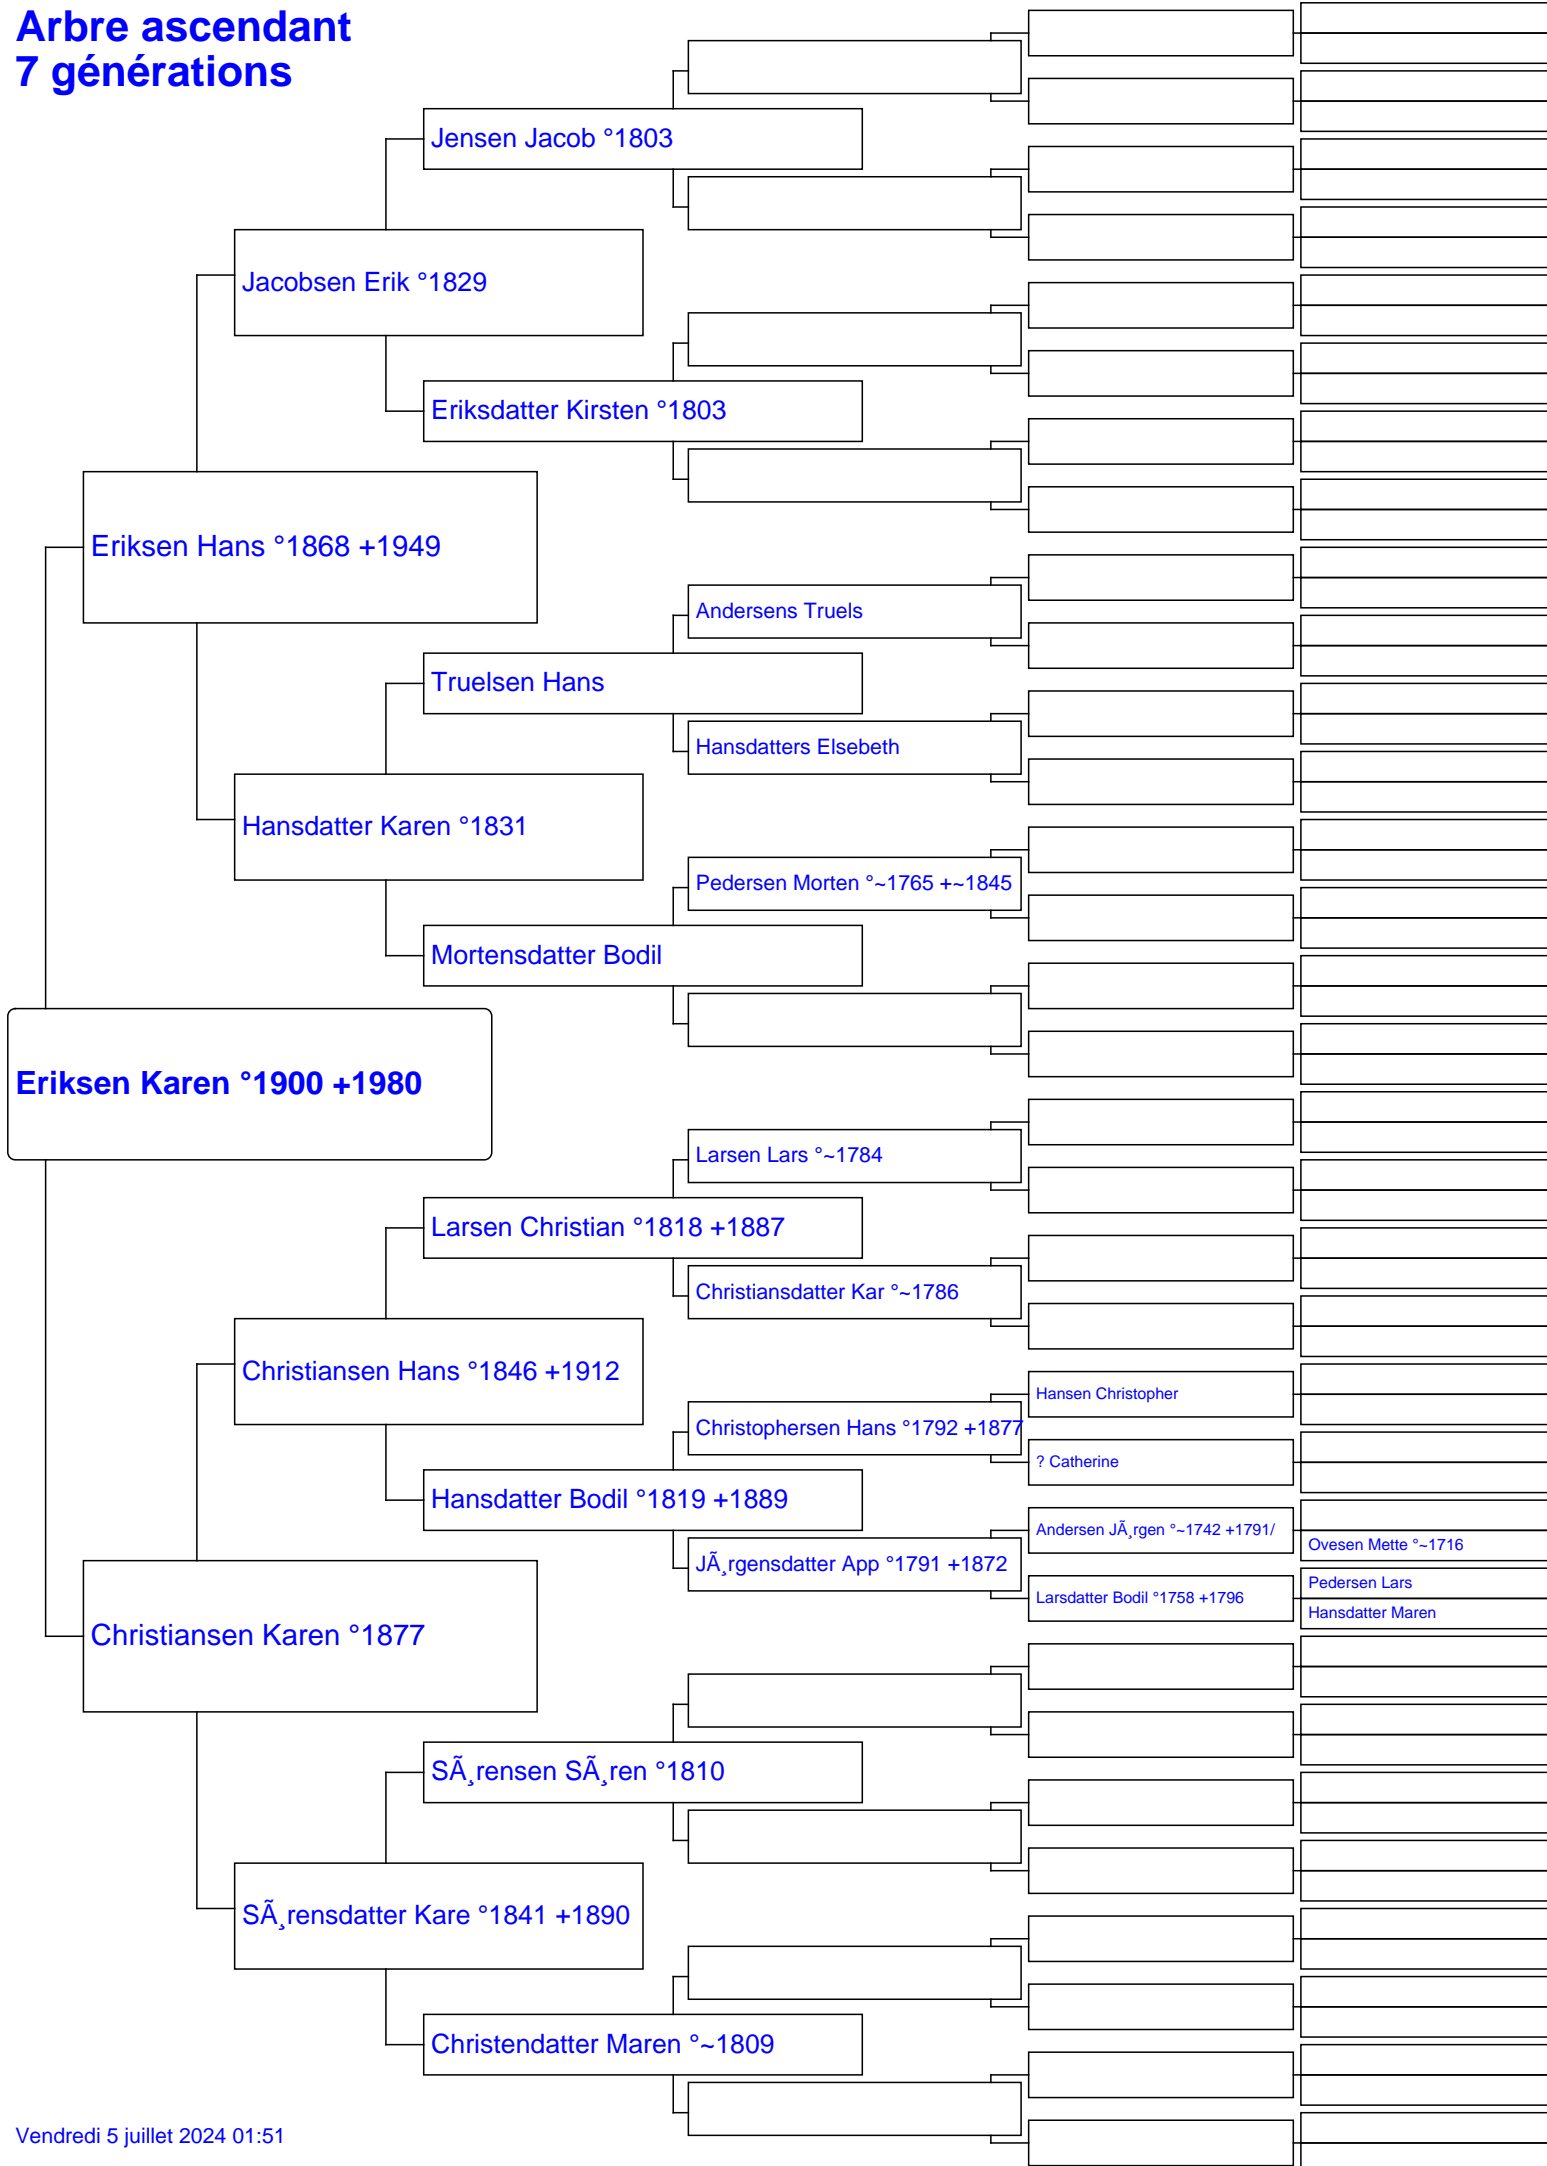 Arbre ascendant
7 générations
Jensen Jacob °1803
Jacobsen Erik °1829
Eriksdatter Kirsten °1803
Eriksen Hans °1868 +1949
Andersens Truels
Truelsen Hans
Hansdatters Elsebeth
Hansdatter Karen °1831
Pedersen Morten °~1765 +~1845
Mortensdatter Bodil
Eriksen Karen °1900 +1980
Larsen Lars °~1784
Larsen Christian °1818 +1887
Christiansdatter Kar °~1786
Christiansen Hans °1846 +1912
Hansen Christopher
Christophersen Hans °1792 +1877
? Catherine
Hansdatter Bodil °1819 +1889
Andersen JÃ¸rgen °~1742 +1791/
Ovesen Mette °~1716
JÃ¸rgensdatter App °1791 +1872
Pedersen Lars
Larsdatter Bodil °1758 +1796
Hansdatter Maren
Christiansen Karen °1877
SÃ¸rensen SÃ¸ren °1810
SÃ¸rensdatter Kare °1841 +1890
Christendatter Maren °~1809
Vendredi 5 juillet 2024 01:51